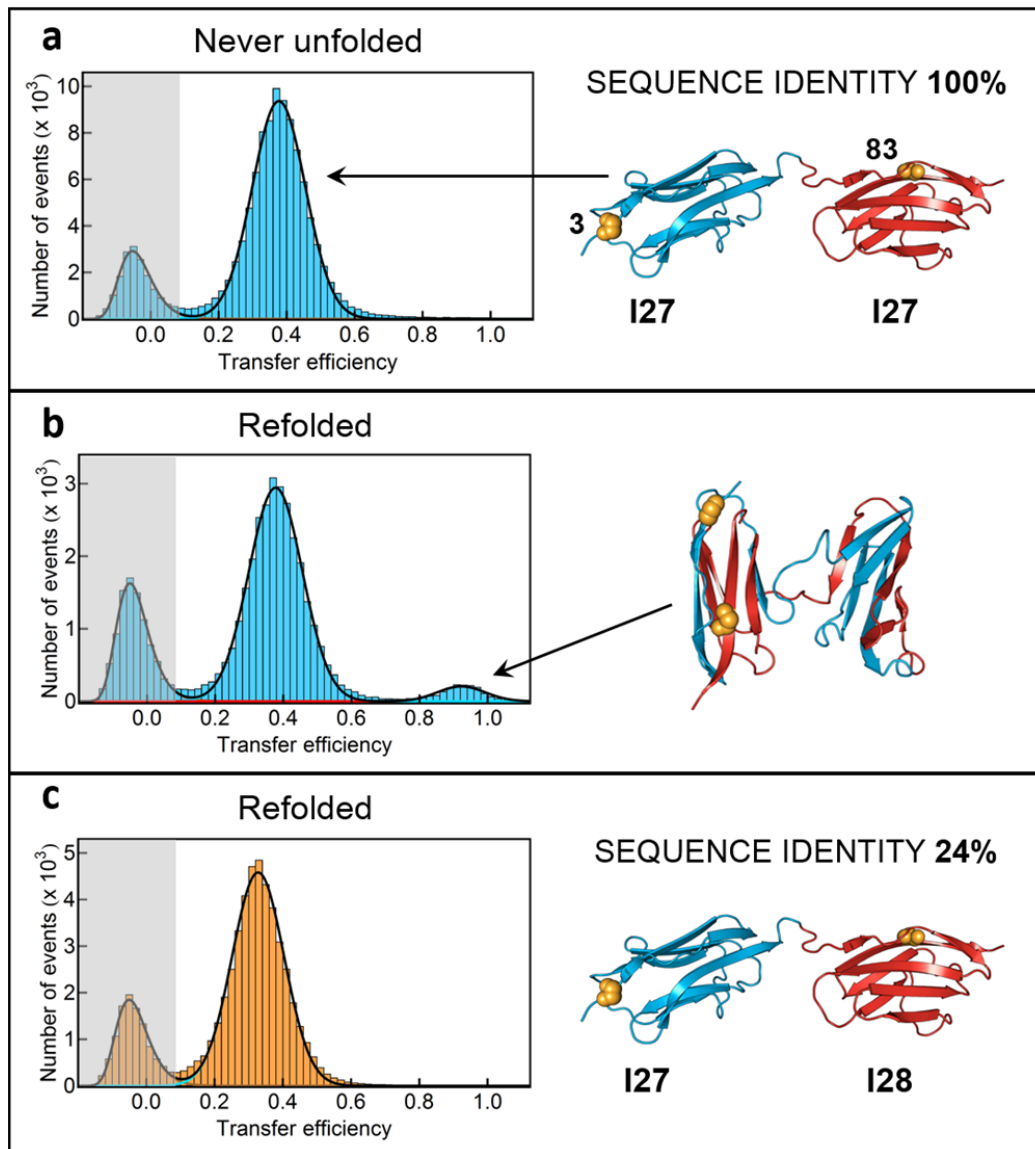 a
Never unfolded
Number of events (x 10³)
10
8
6
4
2
0
0.0 0.2 0.4 0.6 0.8 1.0
Transfer efficiency
SEQUENCE IDENTITY 100%
3
83
I27 I27
b
Refolded
Number of events (x 10³)
3
2
1
0
0.0 0.2 0.4 0.6 0.8 1.0
Transfer efficiency
c
Refolded
Number of events (x 10³)
5
4
3
2
1
0
0.0 0.2 0.4 0.6 0.8 1.0
Transfer efficiency
SEQUENCE IDENTITY 24%
I27 I28